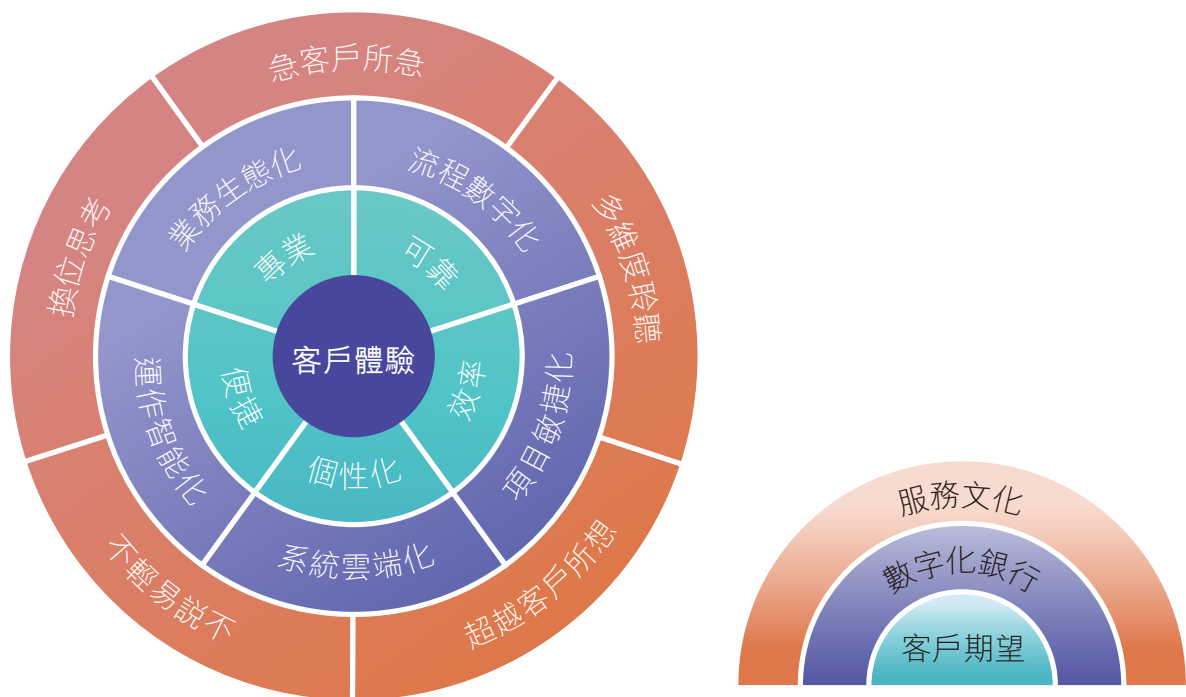 急客戶所急
多維度聆聽
超越客戶所想
不輕易説不
換位思考
業務生態化
流程數字化
項目敏捷化
系統雲端化
運作智能化
專業
可靠
效率
個性化
便捷
客戶體驗
服務文化
數字化銀行
客戶期望